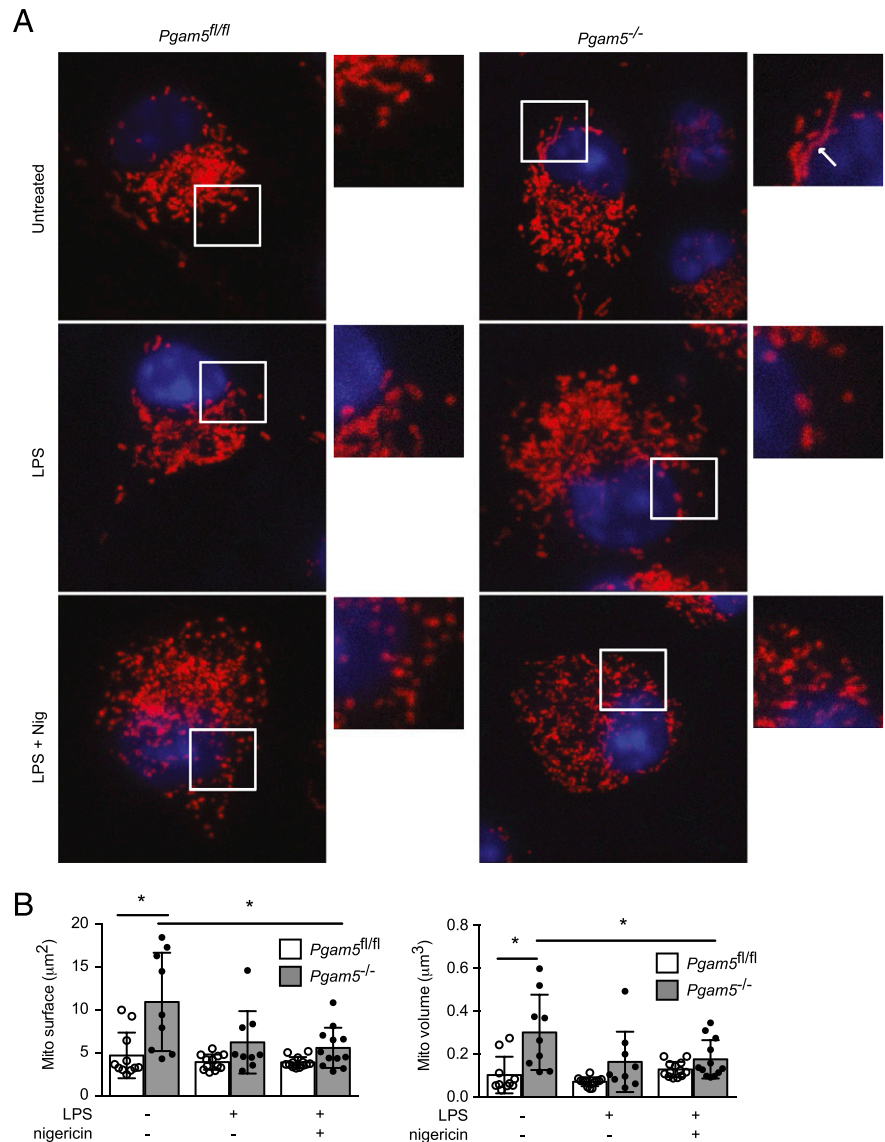 A
Pgam5fl/fl
Pgam5-/-
Untreated
LPS
LPS + Nig
B
Mito surface (µm2)
20
15
10
5
0
*
*
Pgam5fl/fl
Pgam5-/-
LPS - + +
nigericin - - +
Mito volume (µm3)
0.8
0.6
0.4
0.2
0.0
*
*
Pgam5fl/fl
Pgam5-/-
LPS - + +
nigericin - - +